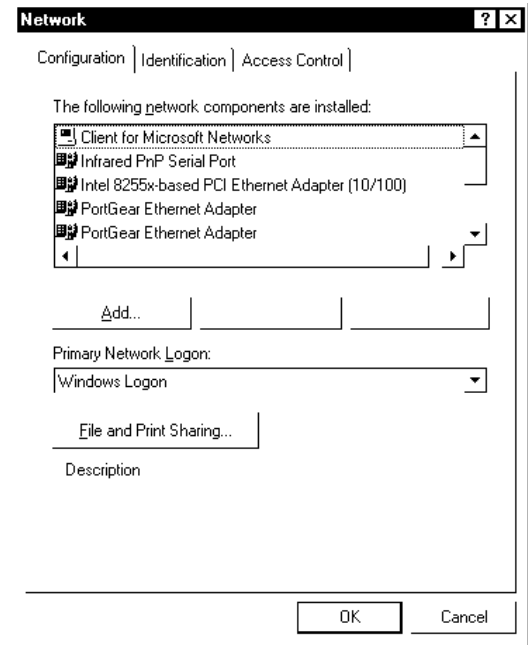 Network
Configuration Identification Access Control
The following network components are installed:
Client for Microsoft Networks
Infrared PnP Serial Port
Intel 8255x-based PCI Ethernet Adapter (10/100)
PortGear Ethernet Adapter
PortGear Ethernet Adapter
Add...
Primary Network Logon:
Windows Logon
File and Print Sharing...
Description
OK Cancel